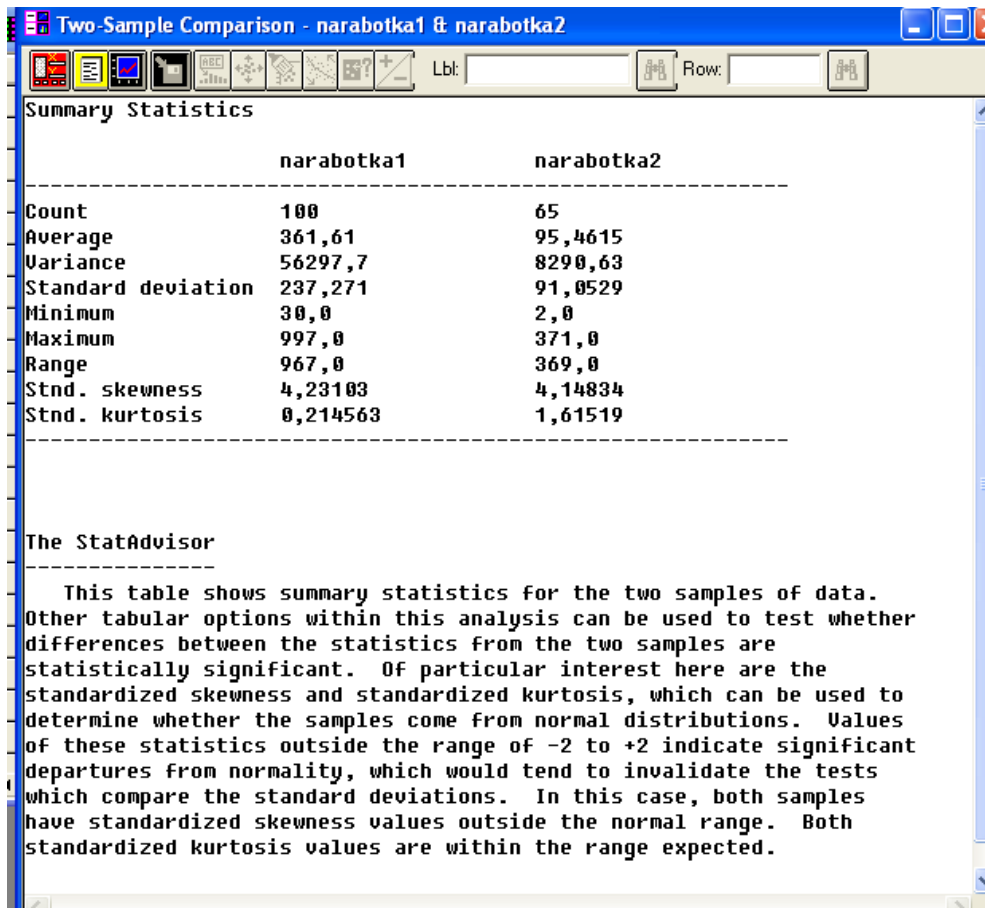 Two-Sample Comparison - narabotka1 & narabotka2
Lbl: Row:
Summary Statistics
narabotka1 narabotka2
------------------------------------------------------------
Count 100 65
Average 361,61 95,4615
Variance 56297,7 8290,63
Standard deviation 237,271 91,0529
Minimum 30,0 2,0
Maximum 997,0 371,0
Range 967,0 369,0
Stnd. skewness 4,23103 4,14834
Stnd. kurtosis 0,214563 1,61519
------------------------------------------------------------
The StatAdvisor
---------------
This table shows summary statistics for the two samples of data.
Other tabular options within this analysis can be used to test whether
differences between the statistics from the two samples are
statistically significant. Of particular interest here are the
standardized skewness and standardized kurtosis, which can be used to
determine whether the samples come from normal distributions. Values
of these statistics outside the range of -2 to +2 indicate significant
departures from normality, which would tend to invalidate the tests
which compare the standard deviations. In this case, both samples
have standardized skewness values outside the normal range. Both
standardized kurtosis values are within the range expected.